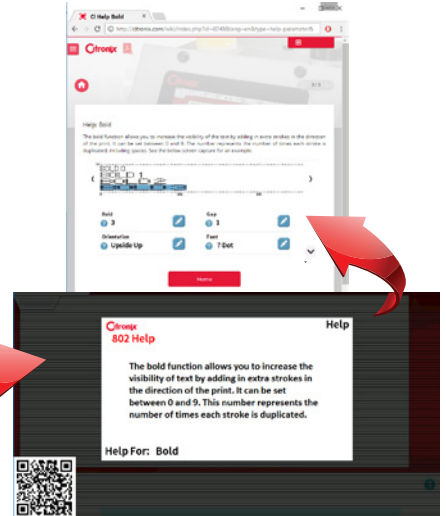 CI Help Bold
Citronix
Help: Bold
The bold function allows you to increase the visibility of the text by adding in extra strokes in the direction
of the print. It can be set between 0 and 9. The number represents the number of times each stroke is
duplicated, including spaces. See the below screen capture for an example.
BOLD 0
BOLD 1
BOLD 2
Bold
3
Gap
1
Orientation
Upside Up
Font
7 Dot
Home
Citronix
Help
802 Help
The bold function allows you to increase the
visibility of text by adding in extra strokes in
the direction of the print. It can be set
between 0 and 9. This number represents the
number of times each stroke is duplicated.
Help For: Bold